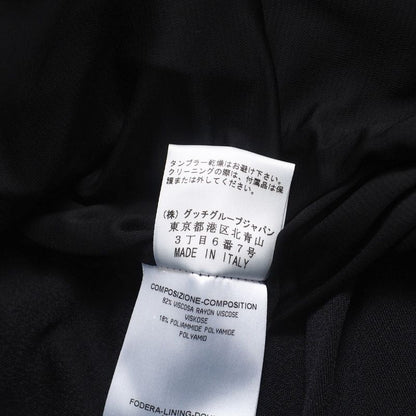 タンブラー乾燥はお避け下さい。
クリーニングの際は、付属品は保
護または外してください。
(株) グッチグループジャパン
東京都港区北青山
3丁目6番7号
MADE IN ITALY
COMPOSIZIONE-COMPOSITION
82% VISCOSA RAYON VISCOSE
VISKOSE
18% POLIAMMIDE POLYAMIDE
POLYAMID
FODERA-LINING-